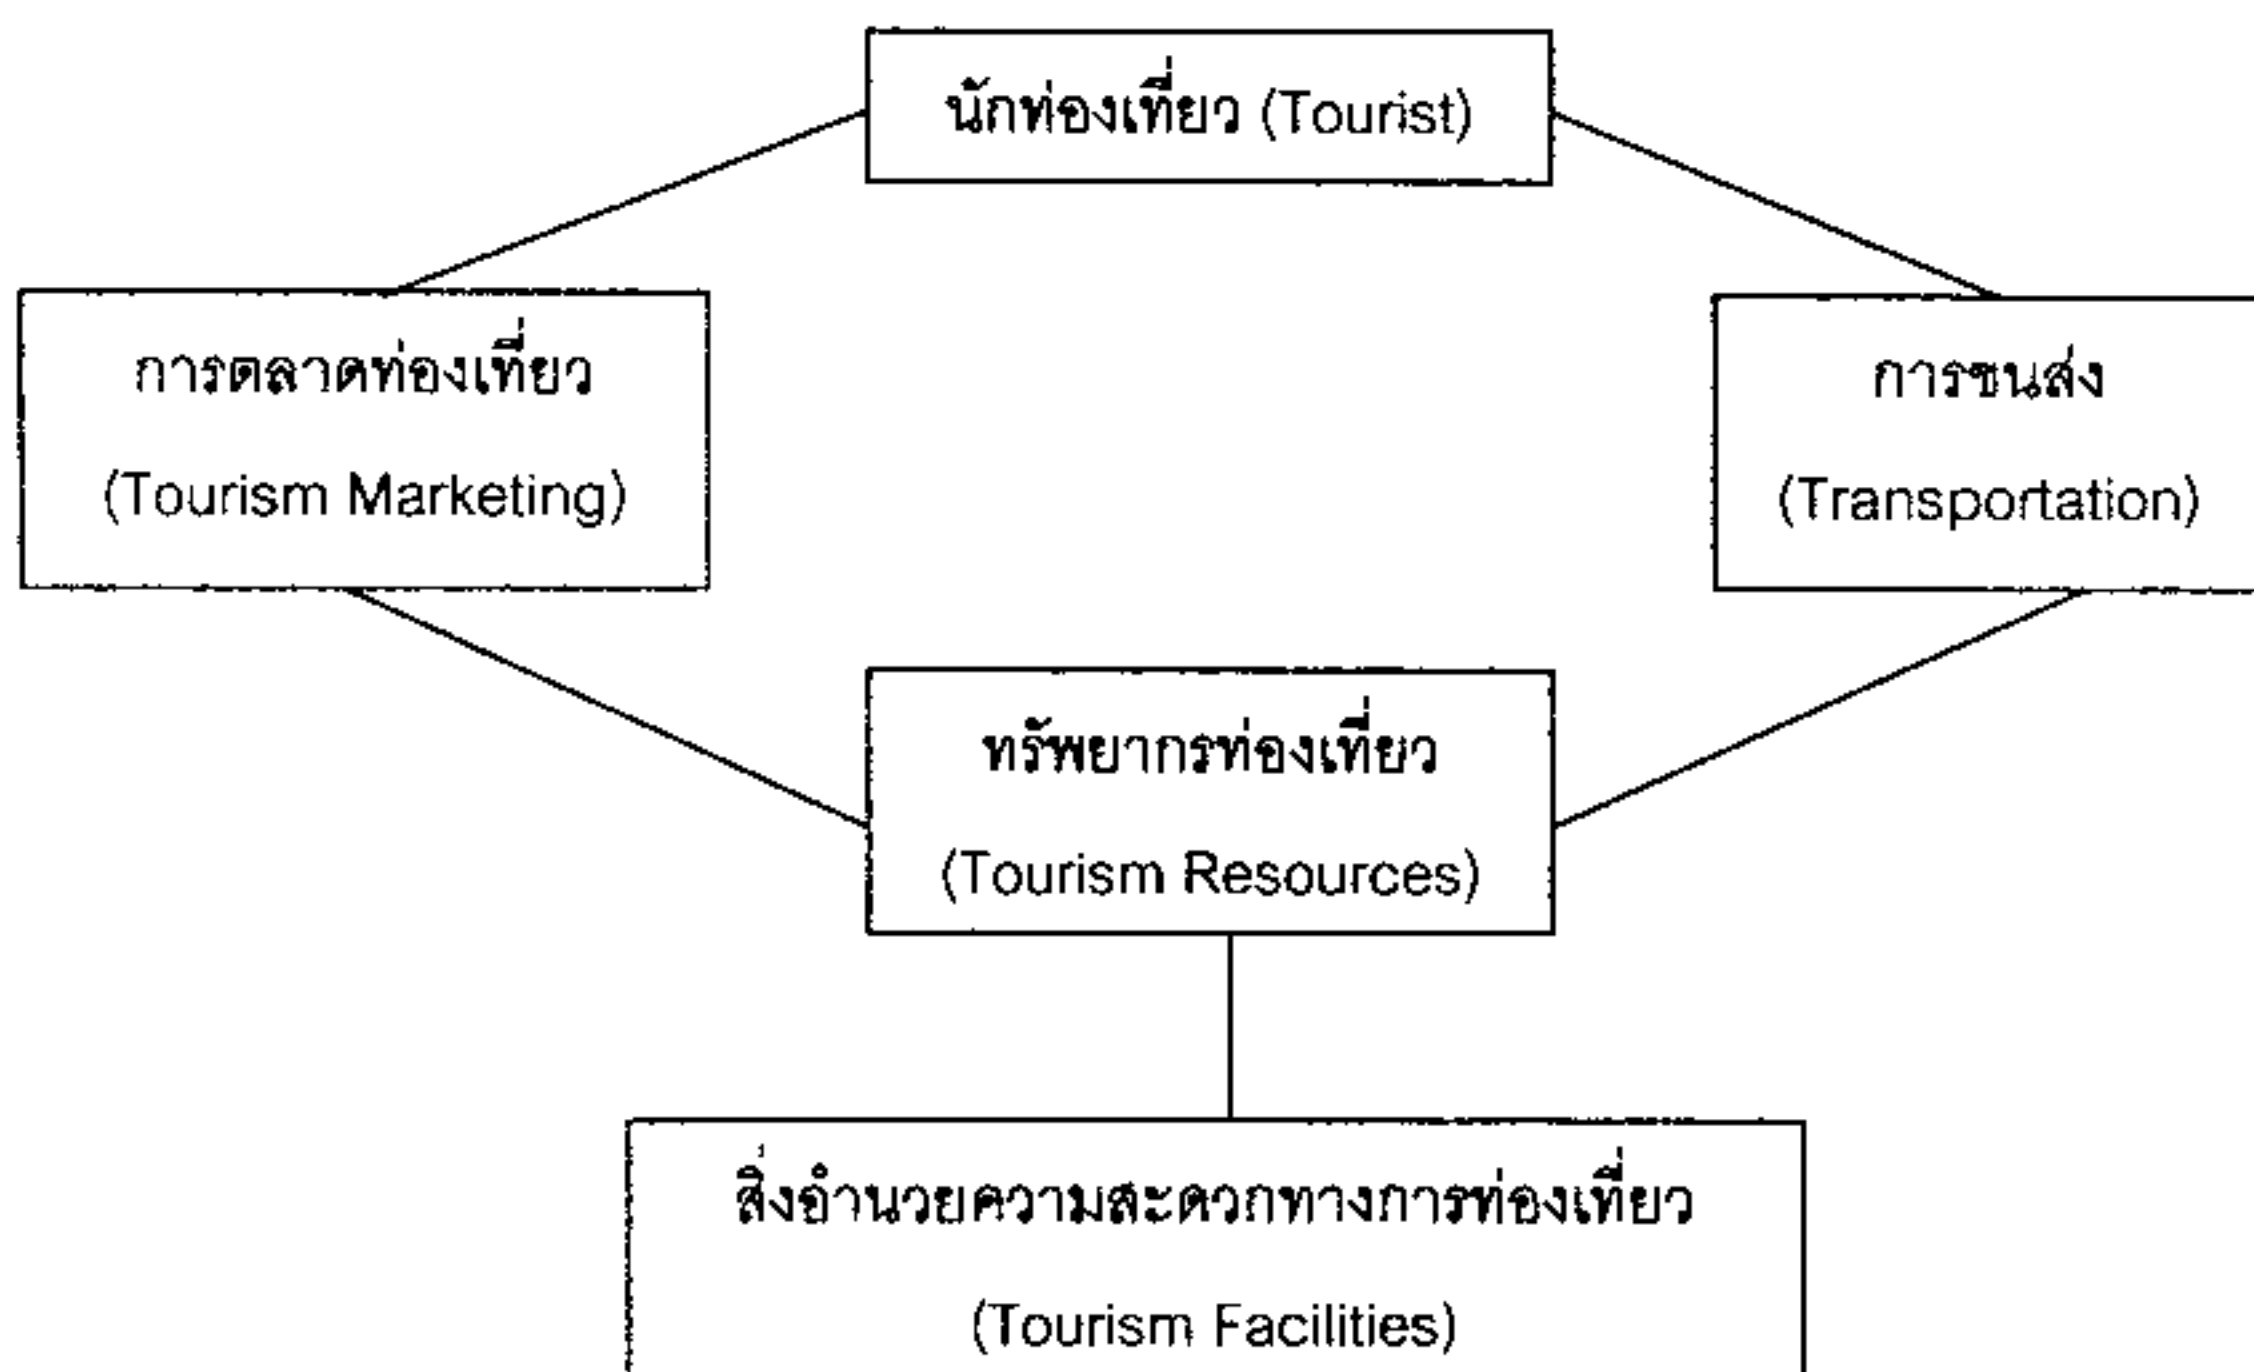 นักท่องเที่ยว (Tourist)
การตลาดท่องเที่ยว
(Tourism Marketing)
การขนส่ง
(Transportation)
ทรัพยากรท่องเที่ยว
(Tourism Resources)
สิ่งอำนวยความสะดวกทางการท่องเที่ยว
(Tourism Facilities)